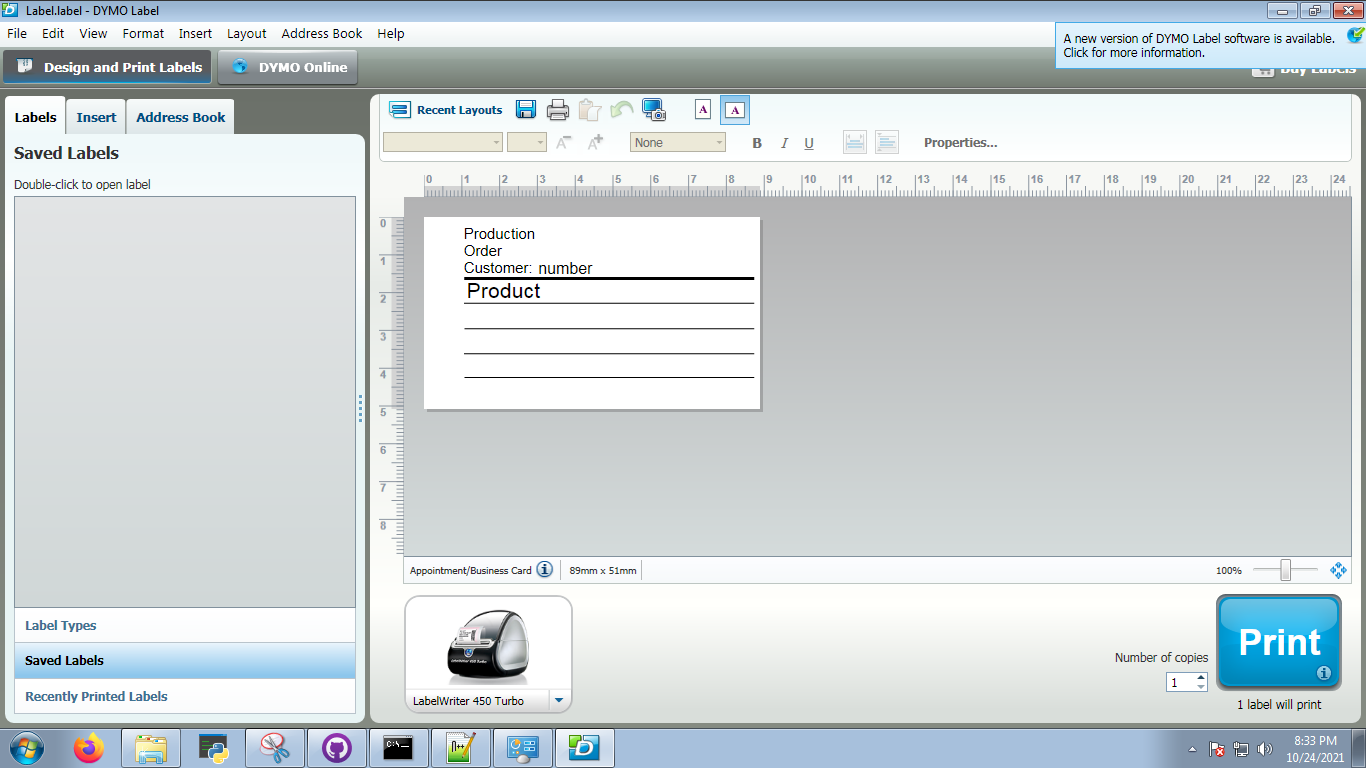 Label.label - DYMO Label
File Edit View Format Insert Layout Address Book Help
A new version of DYMO Label software is available.
Click for more information.
Design and Print Labels
DYMO Online
Buy Labels
Labels
Insert
Address Book
Saved Labels
Double-click to open label
Label Types
Saved Labels
Recently Printed Labels
Recent Layouts
A
A
A
A
None
B I U
Properties...
0 1 2 3 4 5 6 7 8 9 10 11 12 13 14 15 16 17 18 19 20 21 22 23 24
0
1
2
3
4
5
6
7
8
Production
Order
Customer: number
Product
Appointment/Business Card
89mm x 51mm
100%
LabelWriter 450 Turbo
LabelWriter 450 Turbo
Number of copies
1
Print
1 label will print
C:\_
8:33 PM
10/24/2021